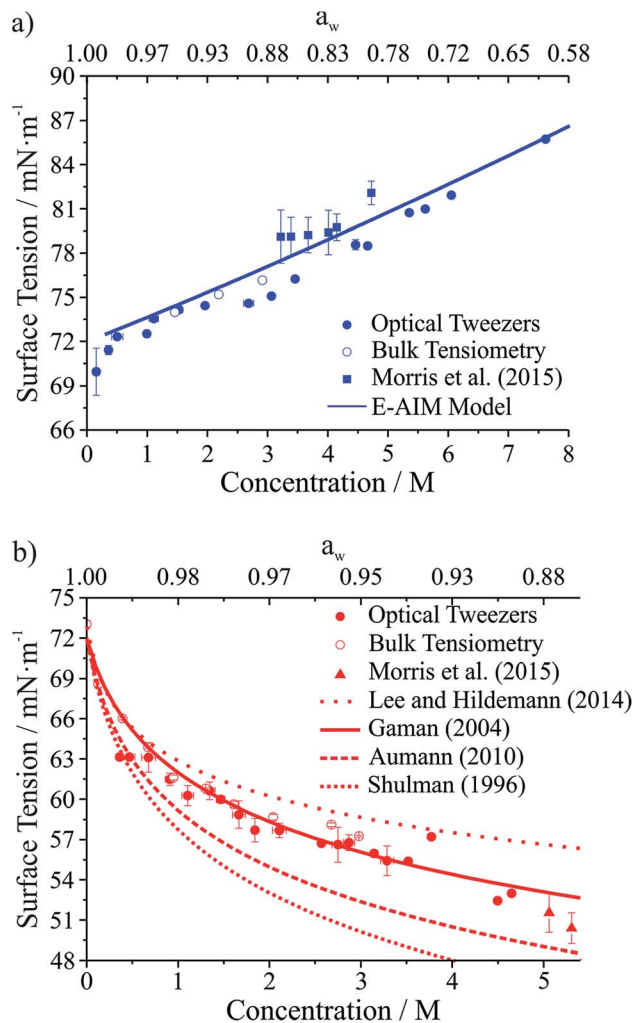 a)
a_w
1.00 0.97 0.93 0.88 0.83 0.78 0.72 0.65 0.58
90
87
84
81
78
75
72
69
66
Surface Tension / mN·m⁻¹
Optical Tweezers
Bulk Tensiometry
Morris et al. (2015)
E-AIM Model
0 1 2 3 4 5 6 7 8
Concentration / M
b)
a_w
1.00 0.98 0.97 0.95 0.93 0.88
75
72
69
66
63
60
57
54
51
48
Surface Tension / mN·m⁻¹
Optical Tweezers
Bulk Tensiometry
Morris et al. (2015)
Lee and Hildemann (2014)
Gaman (2004)
Aumann (2010)
Shulman (1996)
0 1 2 3 4 5
Concentration / M